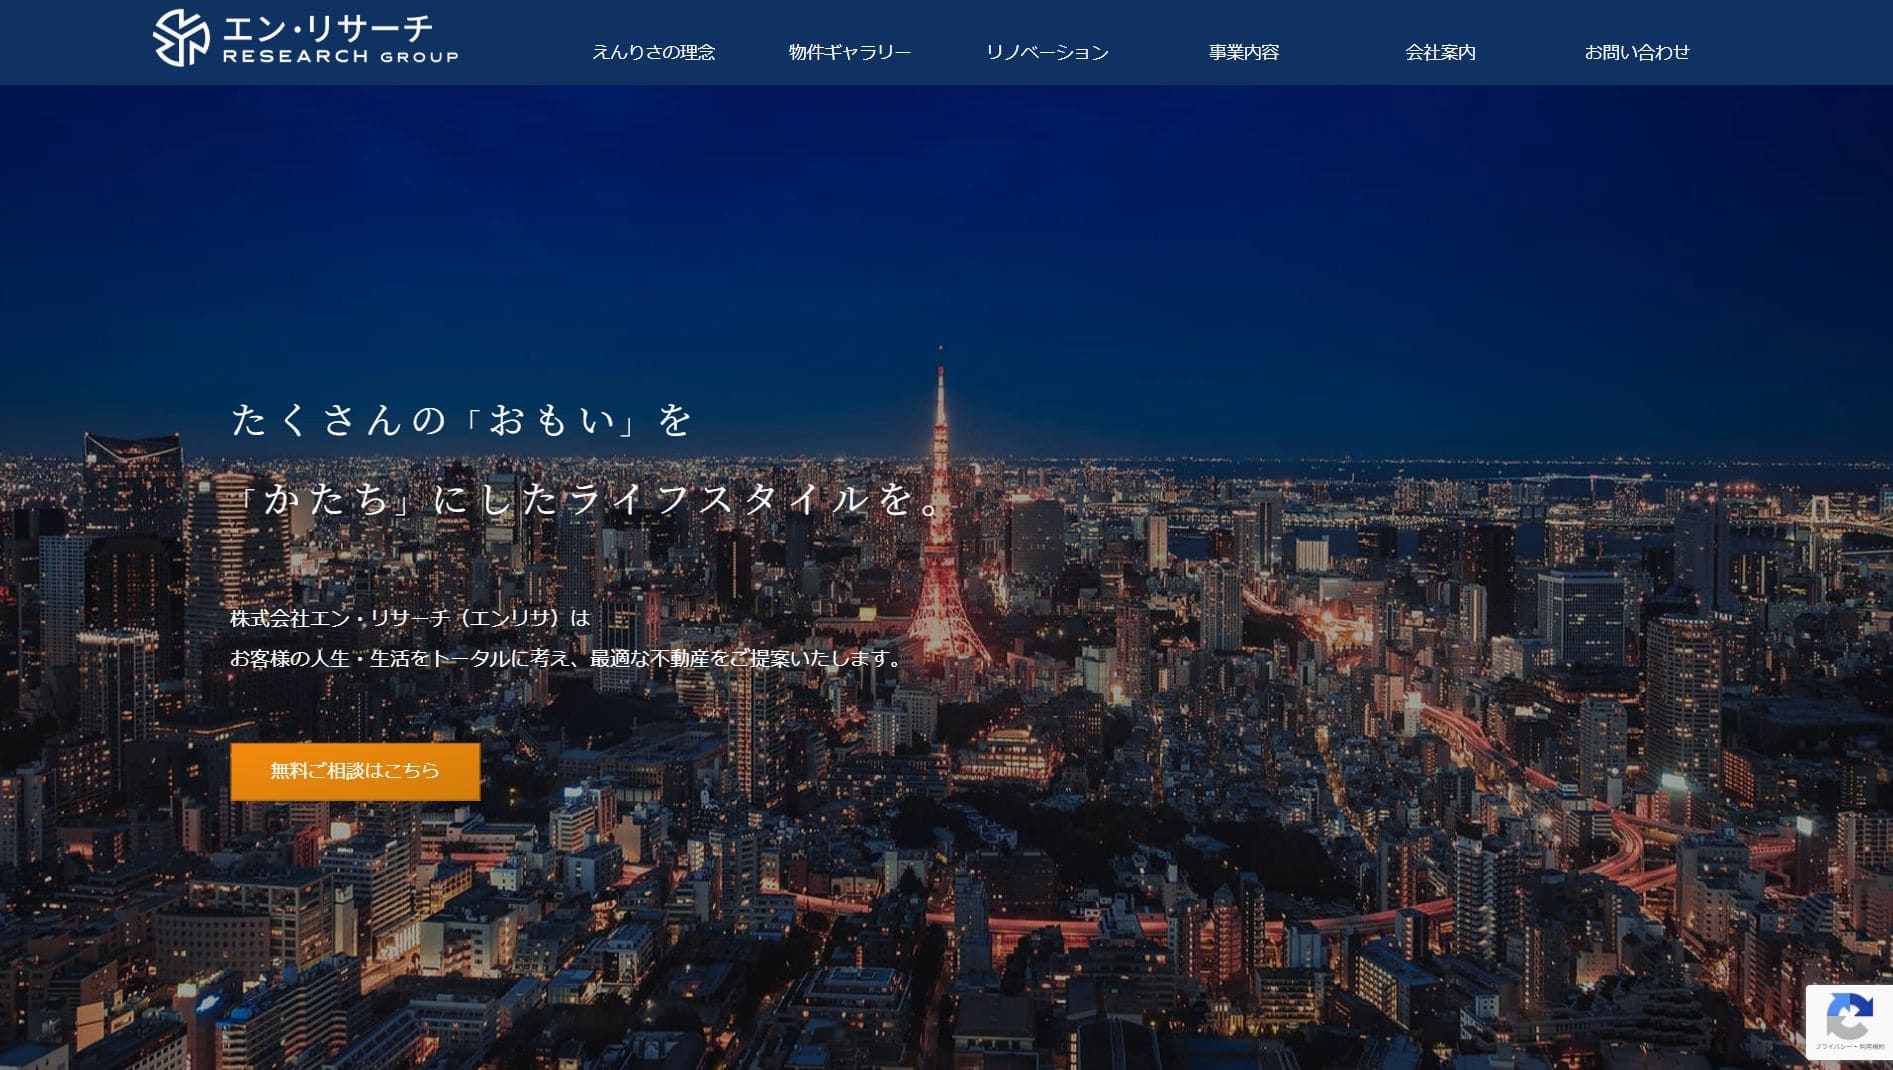 エン・リサーチ
RESEARCH GROUP
えんりさの理念
物件ギャラリー
リノベーション
事業内容
会社案内
お問い合わせ
たくさんの「おもい」を
「かたち」にしたライフスタイルを。
株式会社エン・リサーチ（エンリサ）は
お客様の人生・生活をトータルに考え、最適な不動産をご提案いたします。
無料ご相談はこちら
プライバシー・利用規約